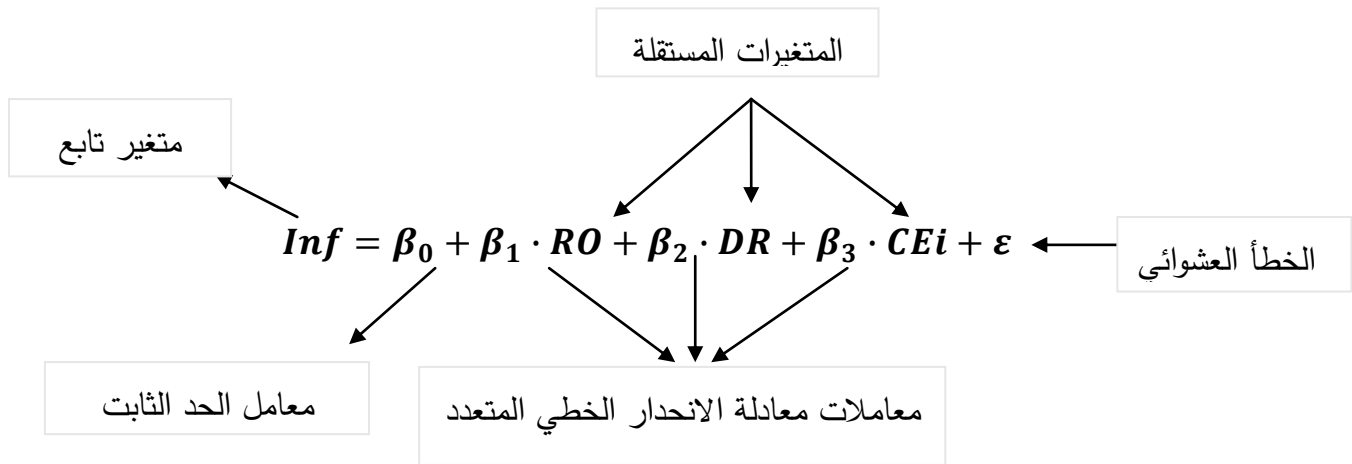 المتغيرات المستقلة
متغير تابع
Inf = β₀ + β₁ · RO + β₂ · DR + β₃ · CEi + ε
الخطأ العشوائي
معامل الحد الثابت
معاملات معادلة الانحدار الخطي المتعدد